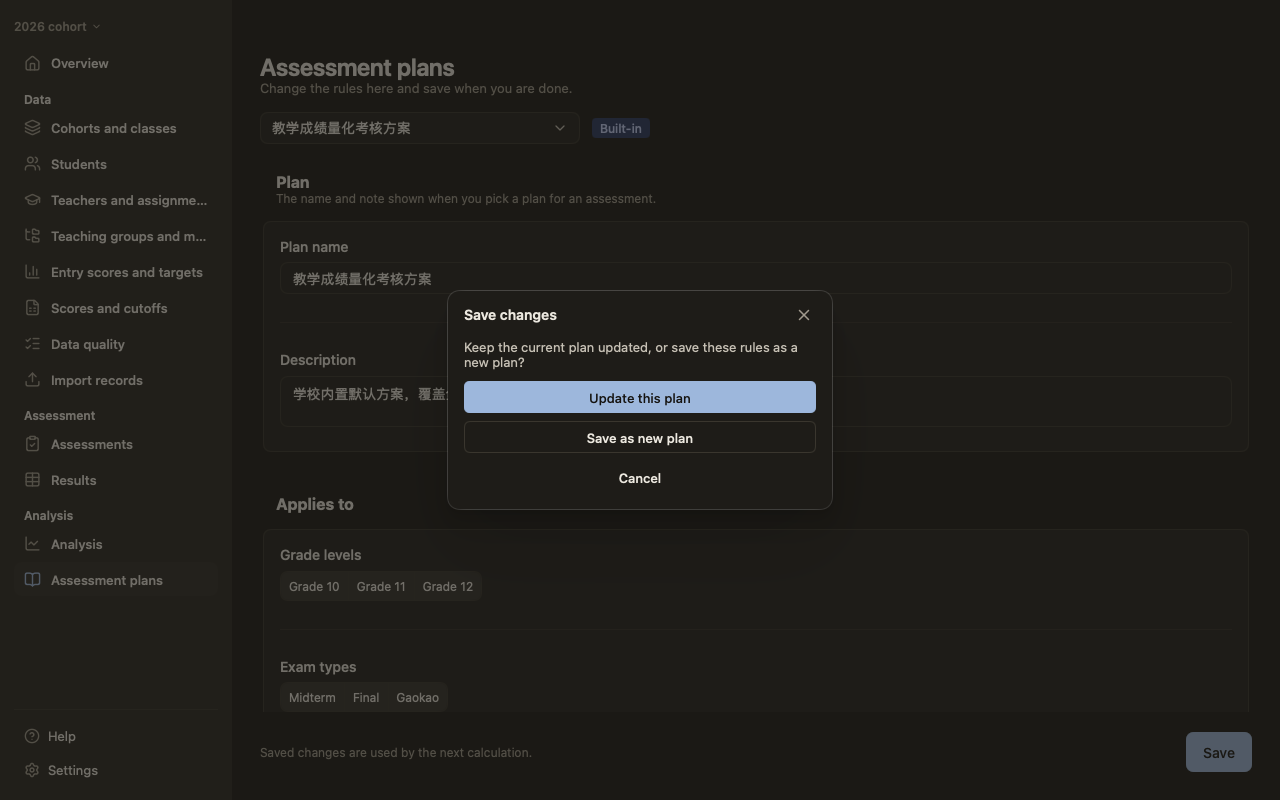 2026 cohort
Overview
Data
Cohorts and classes
Students
Teachers and assignme...
Teaching groups and m...
Entry scores and targets
Scores and cutoffs
Data quality
Import records
Assessment
Assessments
Results
Analysis
Analysis
Assessment plans
Help
Settings
Assessment plans
Change the rules here and save when you are done.
教学成绩量化考核方案
Built-in
Plan
The name and note shown when you pick a plan for an assessment.
Plan name
教学成绩量化考核方案
Description
学校内置默认方案，覆盖
Save changes
Keep the current plan updated, or save these rules as a
new plan?
Update this plan
Save as new plan
Cancel
Applies to
Grade levels
Grade 10 Grade 11 Grade 12
Exam types
Midterm Final Gaokao
Saved changes are used by the next calculation.
Save